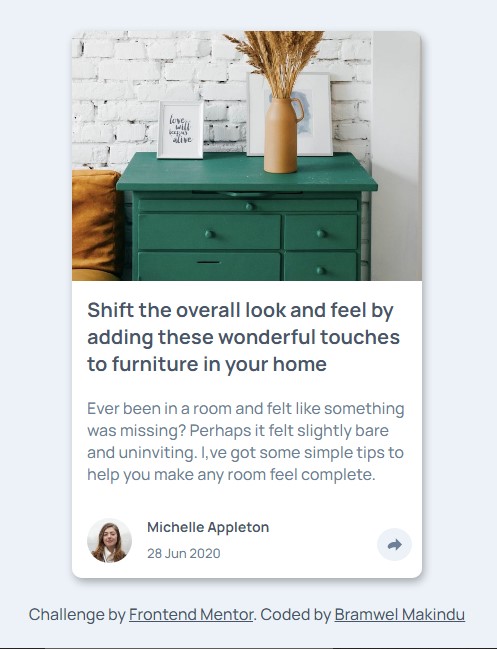 love
will
keep us
alive
Shift the overall look and feel by
adding these wonderful touches
to furniture in your home
Ever been in a room and felt like something
was missing? Perhaps it felt slightly bare
and uninviting. I,ve got some simple tips to
help you make any room feel complete.
Michelle Appleton
28 Jun 2020
Challenge by Frontend Mentor. Coded by Bramwel Makindu